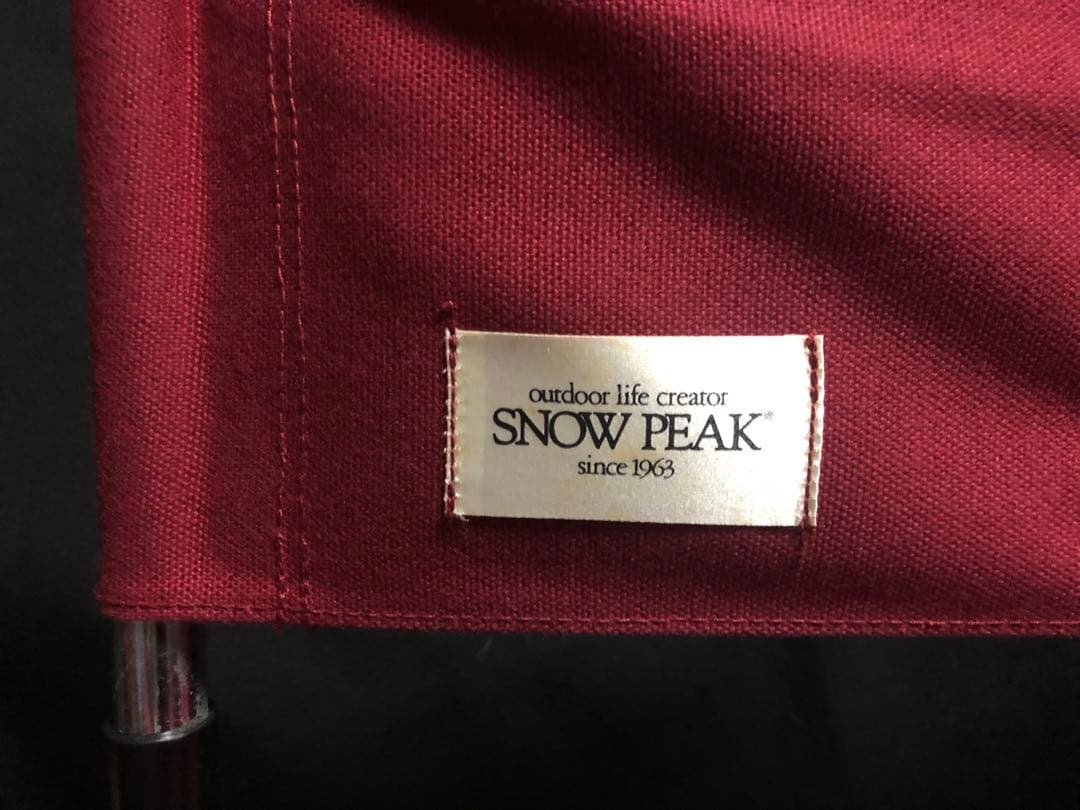 outdoor life creator
SNOW PEAK®
since 1963